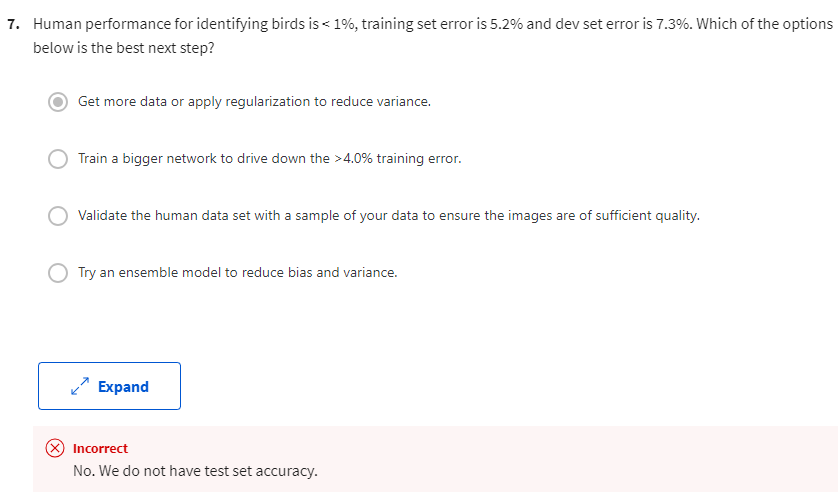 7. Human performance for identifying birds is < 1%, training set error is 5.2% and dev set error is 7.3%. Which of the options
below is the best next step?
Get more data or apply regularization to reduce variance.
Train a bigger network to drive down the >4.0% training error.
Validate the human data set with a sample of your data to ensure the images are of sufficient quality.
Try an ensemble model to reduce bias and variance.
Expand
Incorrect
No. We do not have test set accuracy.